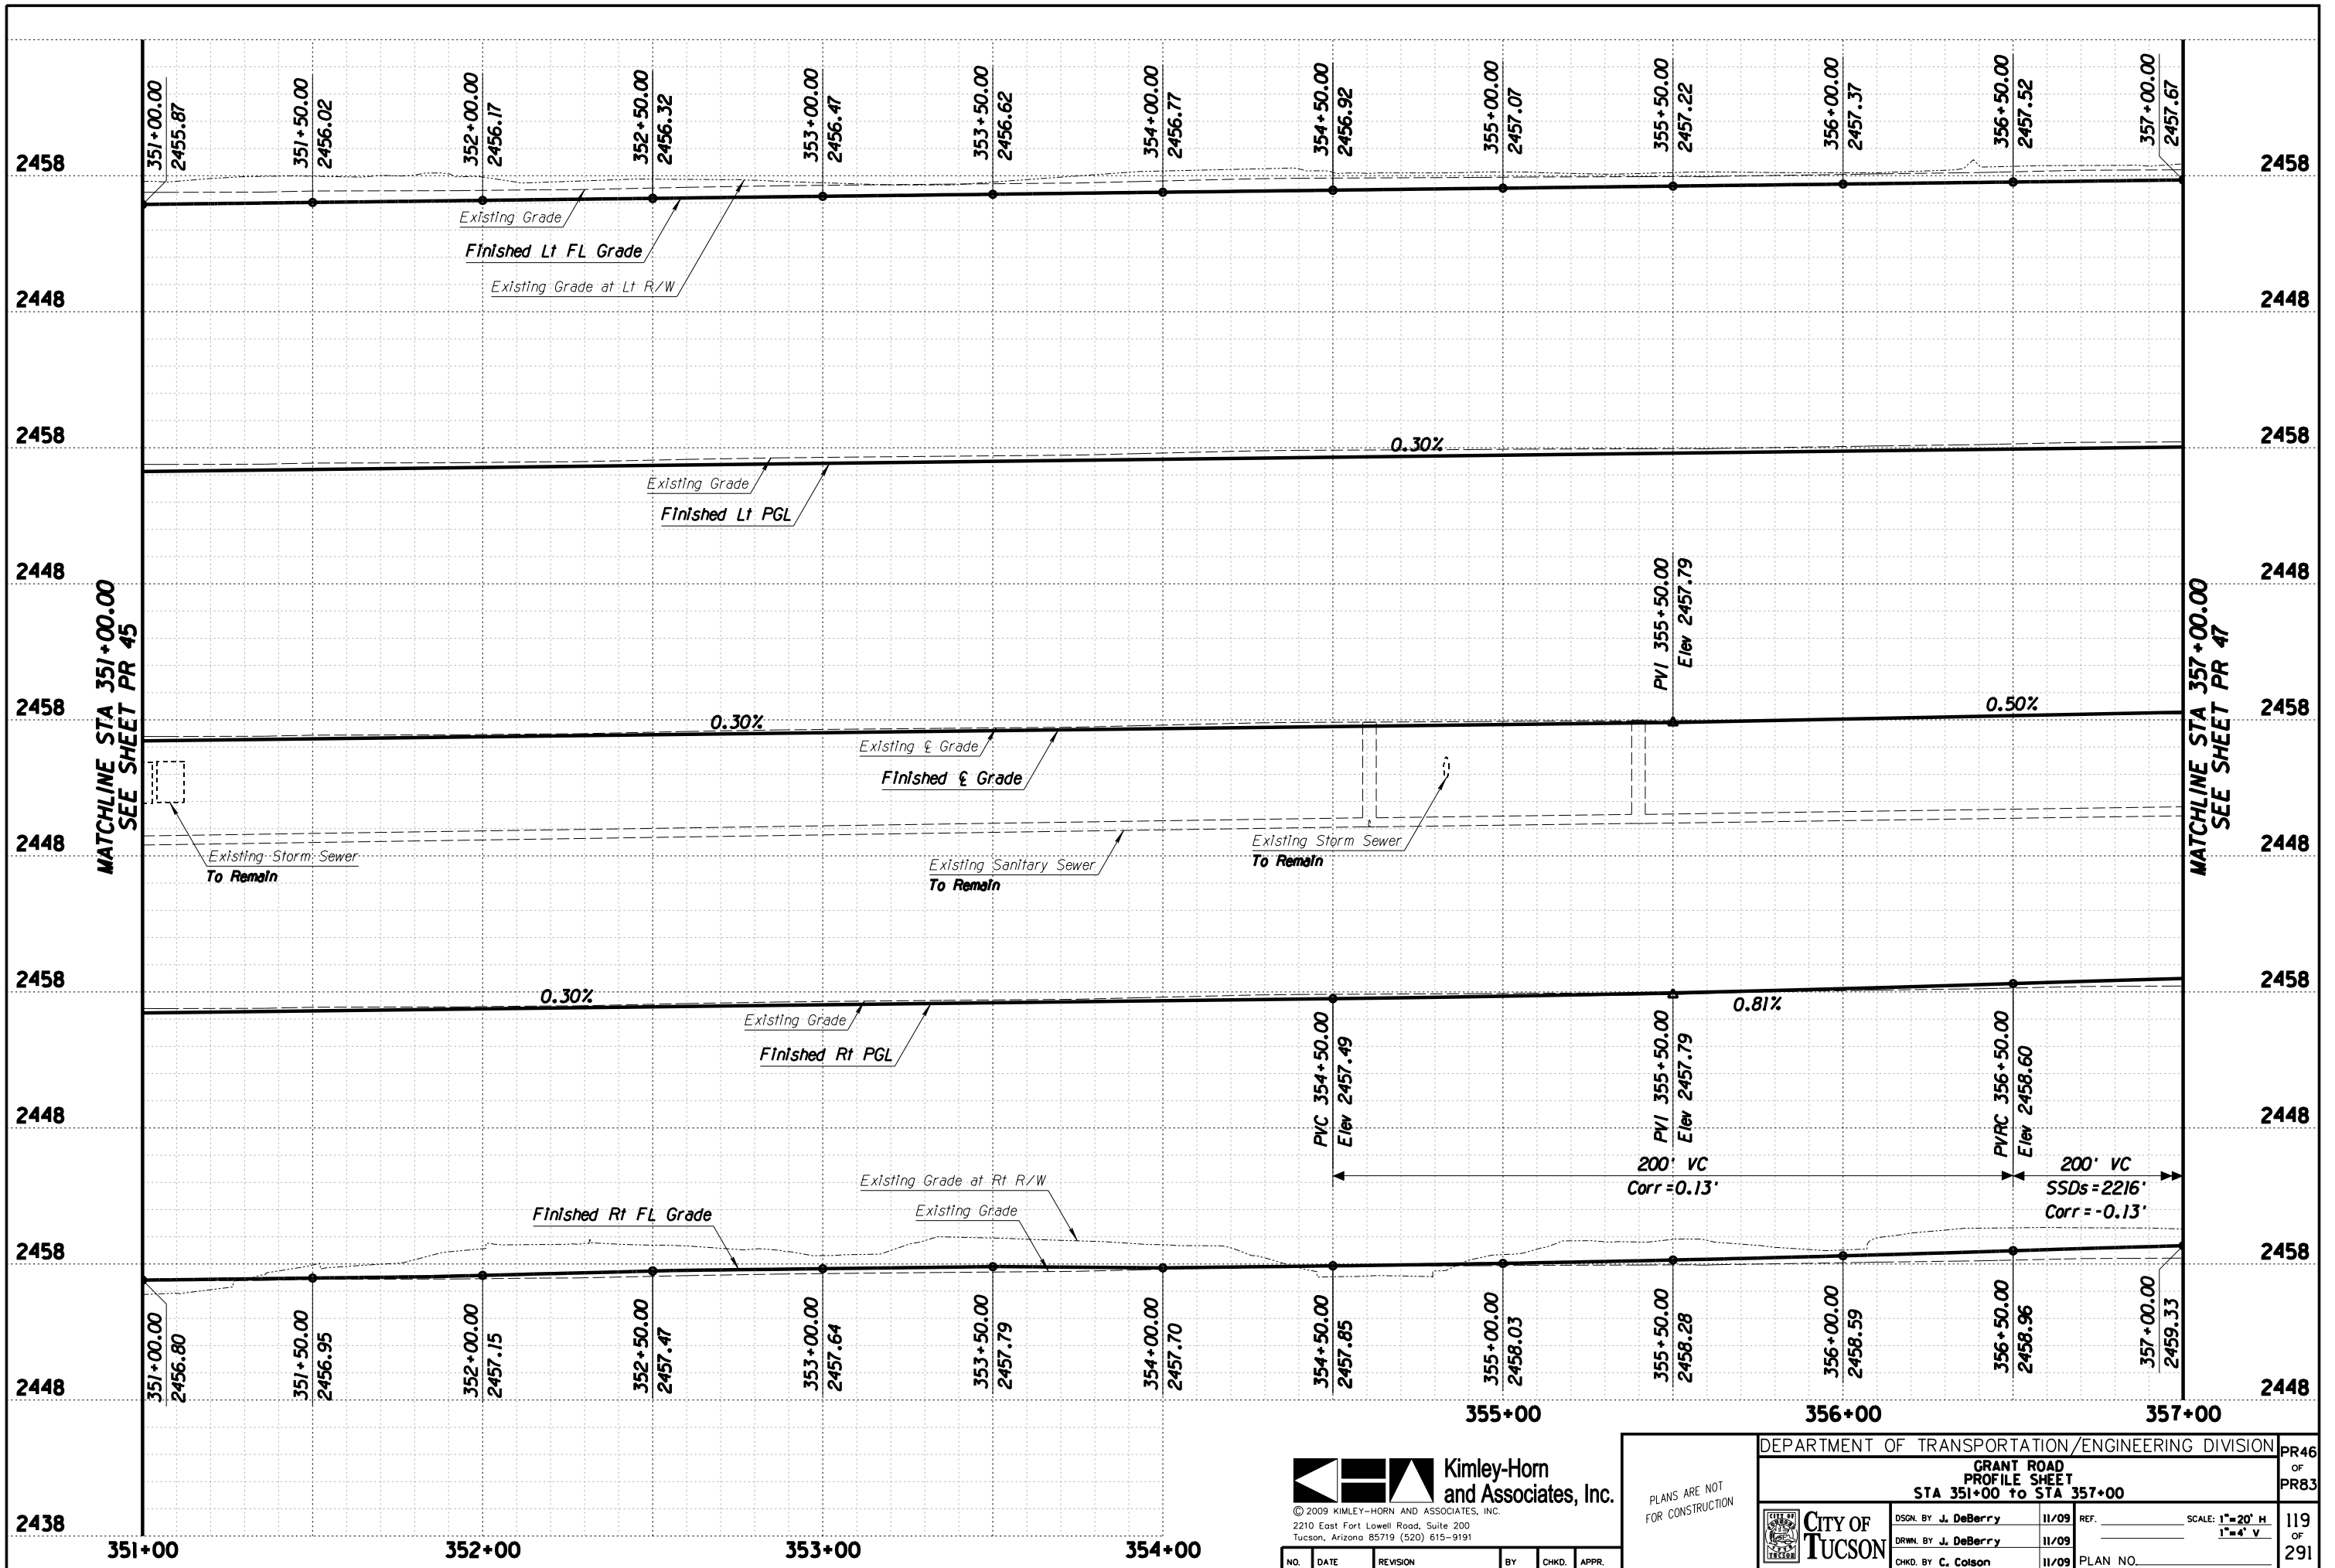 351+00.00
2455.87
351+50.00
2456.02
352+00.00
2456.17
352+50.00
2456.32
353+00.00
2456.47
353+50.00
2456.62
354+00.00
2456.77
354+50.00
2456.92
355+00.00
2457.07
355+50.00
2457.22
356+00.00
2457.37
356+50.00
2457.52
357+00.00
2457.67
2458
2458
Existing Grade
Finished Lt FL Grade
Existing Grade at Lt R/W
2448
2448
2458
0.30%
2458
Existing Grade
Finished Lt PGL
2448
2448
MATCHLINE STA 351+00.00
SEE SHEET PR 45
PVI 355+50.00
Elev 2457.79
MATCHLINE STA 357+00.00
SEE SHEET PR 47
2458
0.30%
0.50%
2458
Existing ℄ Grade
Finished ℄ Grade
2448
2448
Existing Storm Sewer
To Remain
Existing Sanitary Sewer
To Remain
Existing Storm Sewer
To Remain
2458
0.30%
0.81%
2458
Existing Grade
Finished Rt PGL
PVC 354+50.00
Elev 2457.49
PVI 355+50.00
Elev 2457.79
PVRC 356+50.00
Elev 2458.60
2448
2448
200' VC
Corr=0.13'
200' VC
SSDs=2216'
Corr=-0.13'
Existing Grade at Rt R/W
Existing Grade
Finished Rt FL Grade
2458
2458
351+00.00
2456.80
351+50.00
2456.95
352+00.00
2457.15
352+50.00
2457.47
353+00.00
2457.64
353+50.00
2457.79
354+00.00
2457.70
354+50.00
2457.85
355+00.00
2458.03
355+50.00
2458.28
356+00.00
2458.59
356+50.00
2458.96
357+00.00
2459.33
2448
2448
355+00
356+00
357+00
2438
351+00
352+00
353+00
354+00
Kimley-Horn
and Associates, Inc.
© 2009 KIMLEY-HORN AND ASSOCIATES, INC.
2210 East Fort Lowell Road, Suite 200
Tucson, Arizona 85719 (520) 615-9191
NO. DATE REVISION BY CHKD. APPR.
PLANS ARE NOT
FOR CONSTRUCTION
DEPARTMENT OF TRANSPORTATION/ENGINEERING DIVISION
GRANT ROAD
PROFILE SHEET
STA 351+00 to STA 357+00
PR46
OF
PR83
CITY OF
TUCSON
CITY OF
TUCSON
DSGN. BY J. DeBerry 11/09
DRWN. BY J. DeBerry 11/09
CHKD. BY C. Colson 11/09
REF.
SCALE: 1"=20' H
1"=4' V
PLAN NO.
119
OF
291